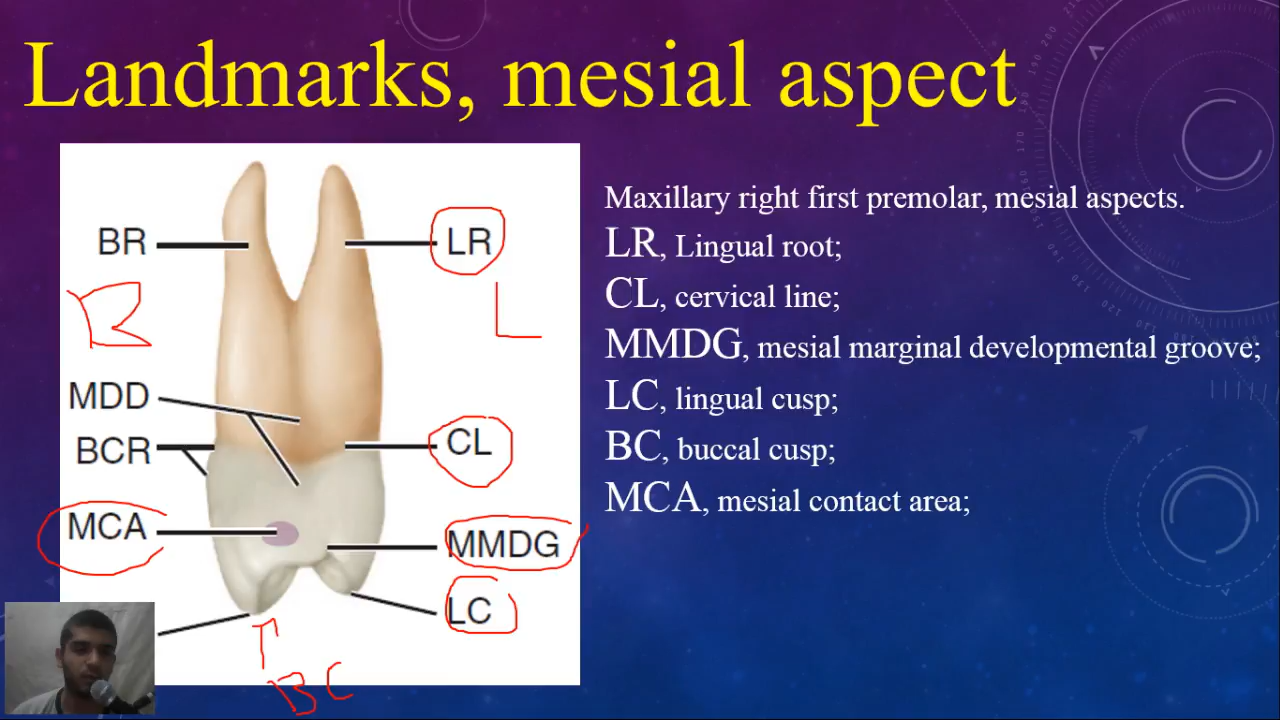 Landmarks, mesial aspect
BR
LR
B
L
MDD
BCR
CL
MCA
MMDG
LC
BC
Maxillary right first premolar, mesial aspects.
LR, Lingual root;
CL, cervical line;
MMDG, mesial marginal developmental groove;
LC, lingual cusp;
BC, buccal cusp;
MCA, mesial contact area;